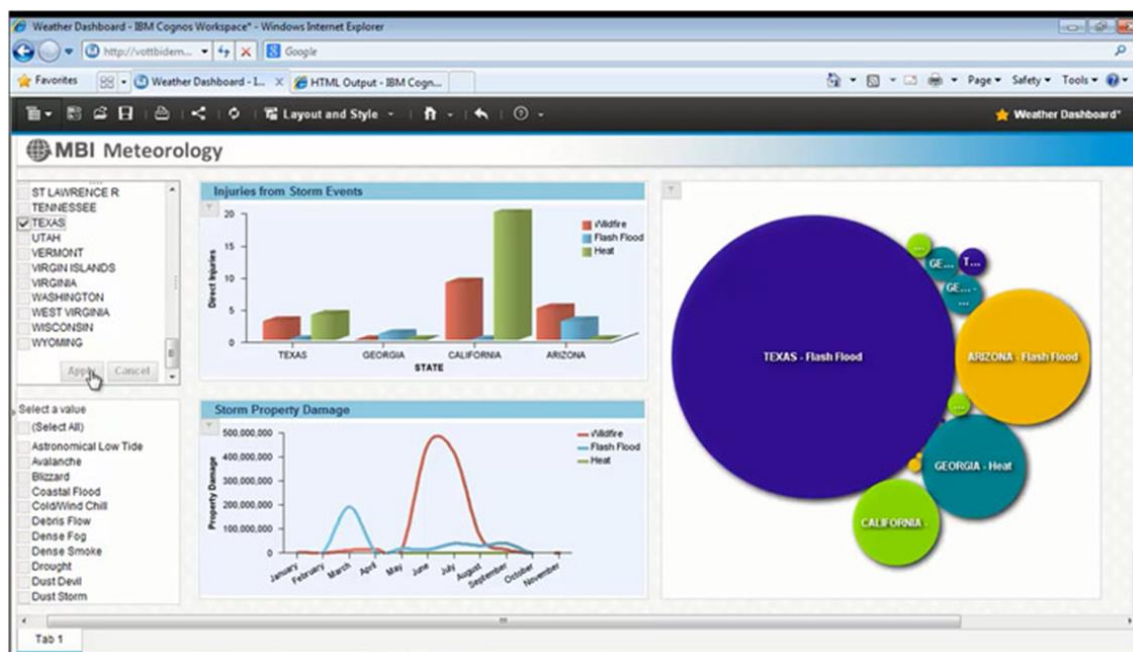 Weather Dashboard - IBM Cognos Workspace* - Windows Internet Explorer
http://vottbidem...
Google
Favorites
Weather Dashboard - I... X
HTML Output - IBM Cogn...
Page Safety Tools
Layout and Style
Weather Dashboard*
MBI Meteorology
ST LAWRENCE R
TENNESSEE
TEXAS
UTAH
VERMONT
VIRGIN ISLANDS
VIRGINIA
WASHINGTON
WEST VIRGINIA
WISCONSIN
WYOMING
Apply Cancel
Select a value
(Select All)
Astronomical Low Tide
Avalanche
Blizzard
Coastal Flood
Cold/Wind Chill
Debris Flow
Dense Fog
Dense Smoke
Drought
Dust Devil
Dust Storm
Injuries from Storm Events
Direct Injuries
20
15
10
5
0
TEXAS GEORGIA CALIFORNIA ARIZONA
STATE
Wildfire
Flash Flood
Heat
Storm Property Damage
Property Damage
500,000,000
400,000,000
300,000,000
200,000,000
100,000,000
0
January February March April May June July August September October November
Wildfire
Flash Flood
Heat
...
GE...
T...
GE... -
...
TEXAS - Flash Flood
ARIZONA - Flash Flood
...
GEORGIA - Heat
CALIFORNIA -
Tab 1